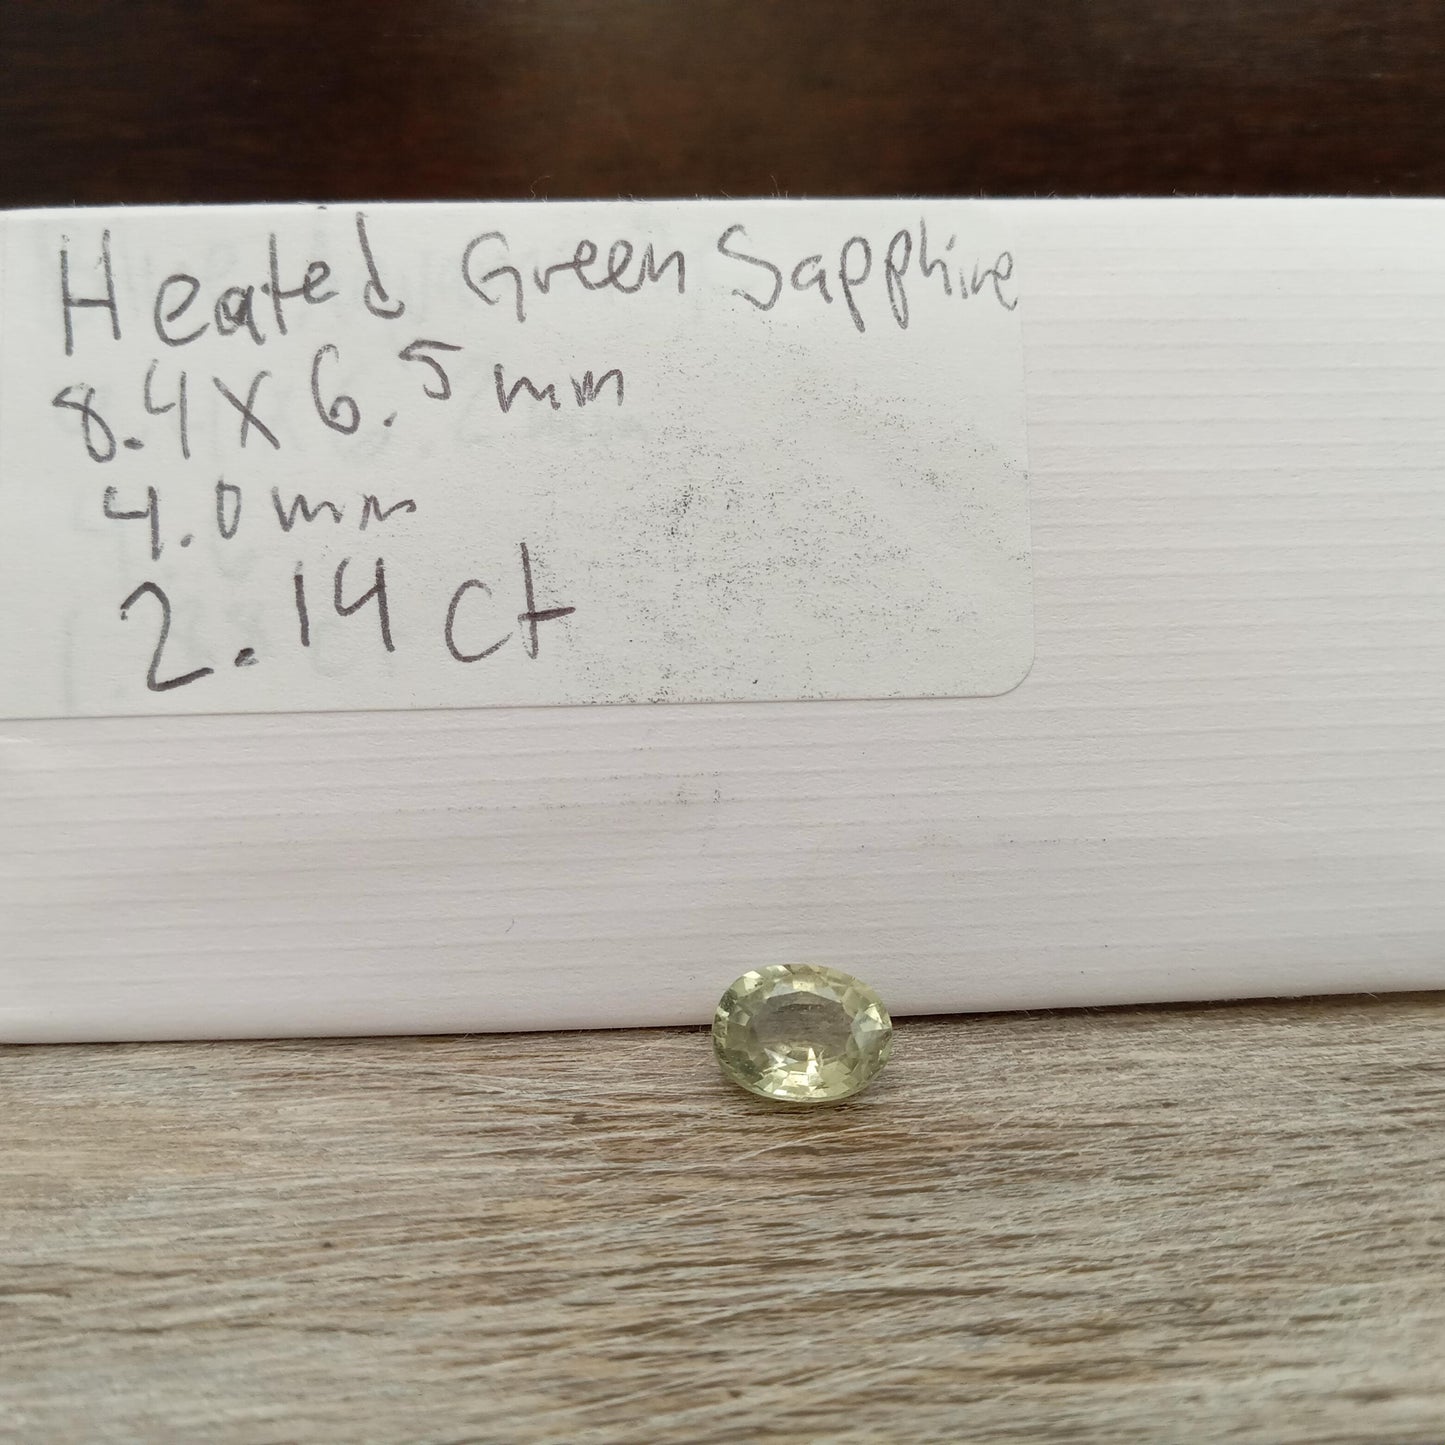 Heated Green Sapphire
8.4 X 6.5 mm
4.0 mm
2.14 ct